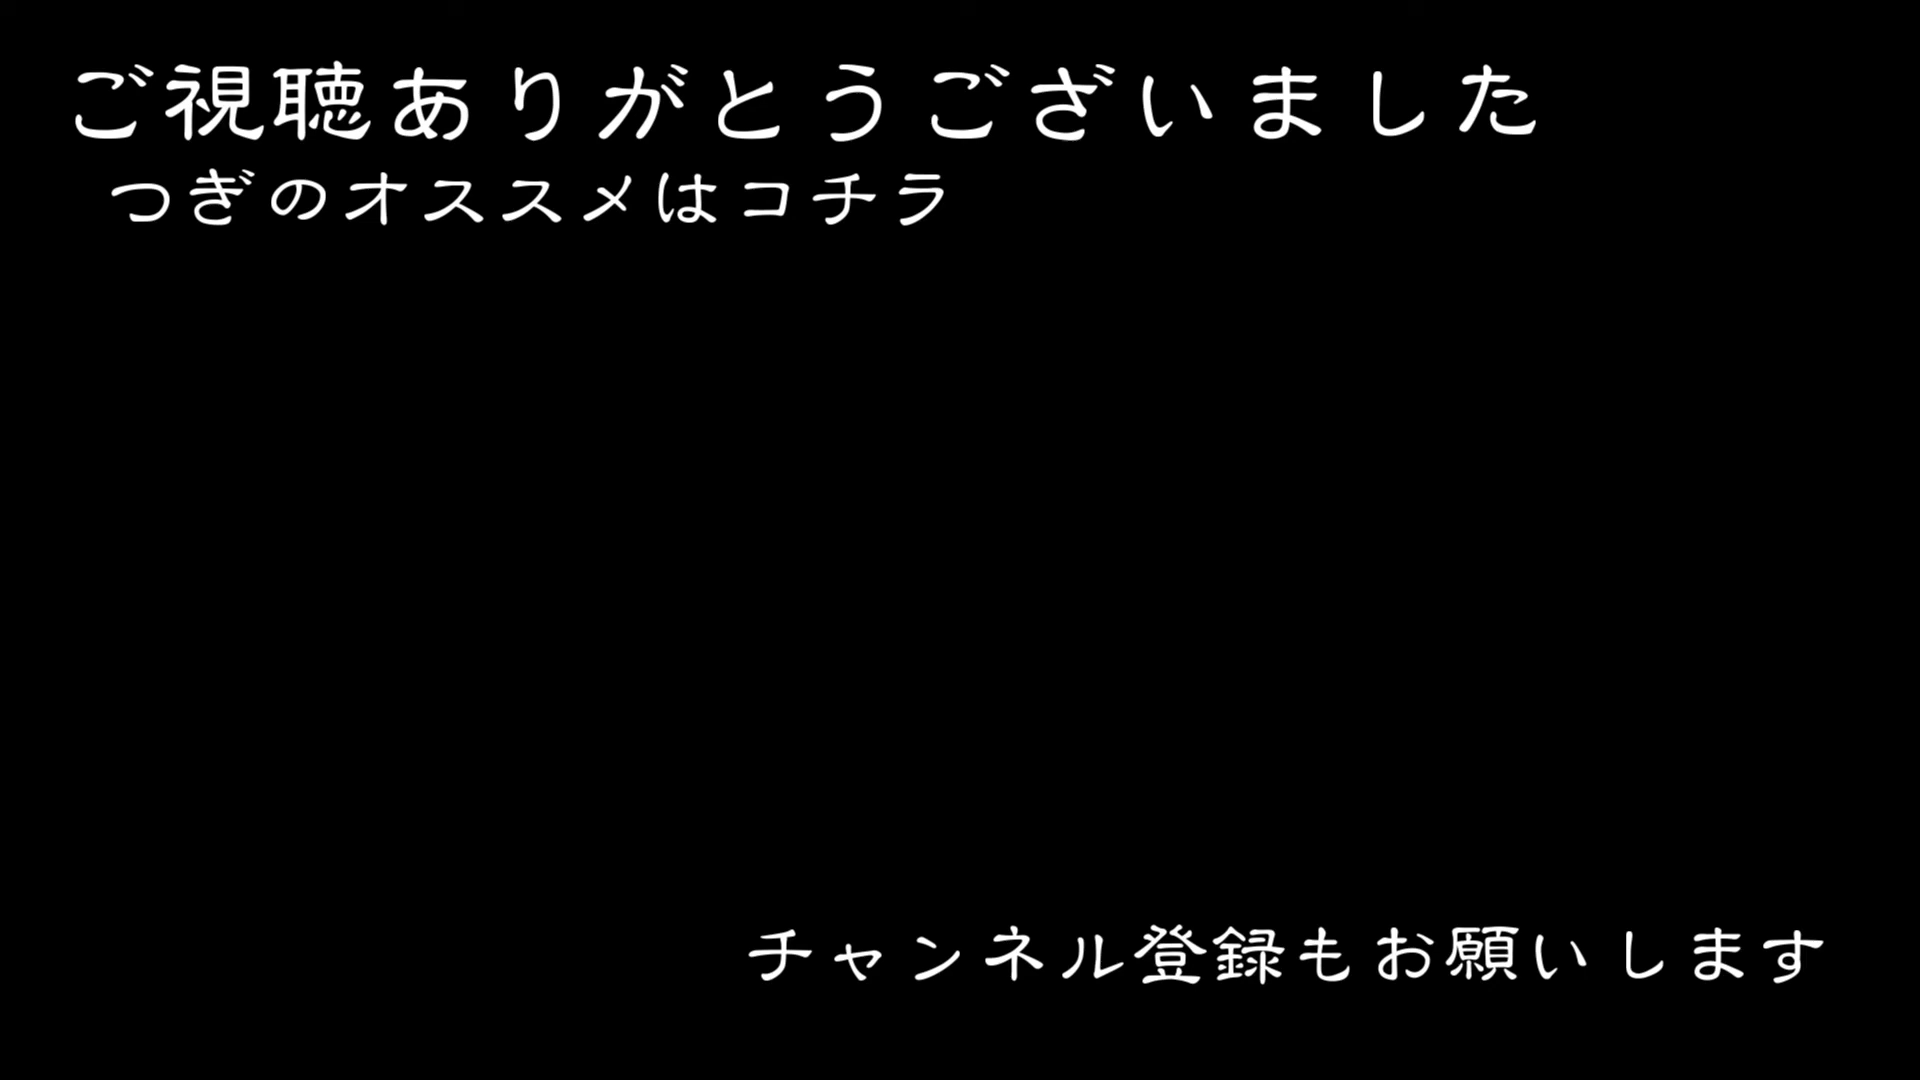 ご視聴ありがとうございました
つぎのオススメはコチラ
チャンネル登録もお願いします